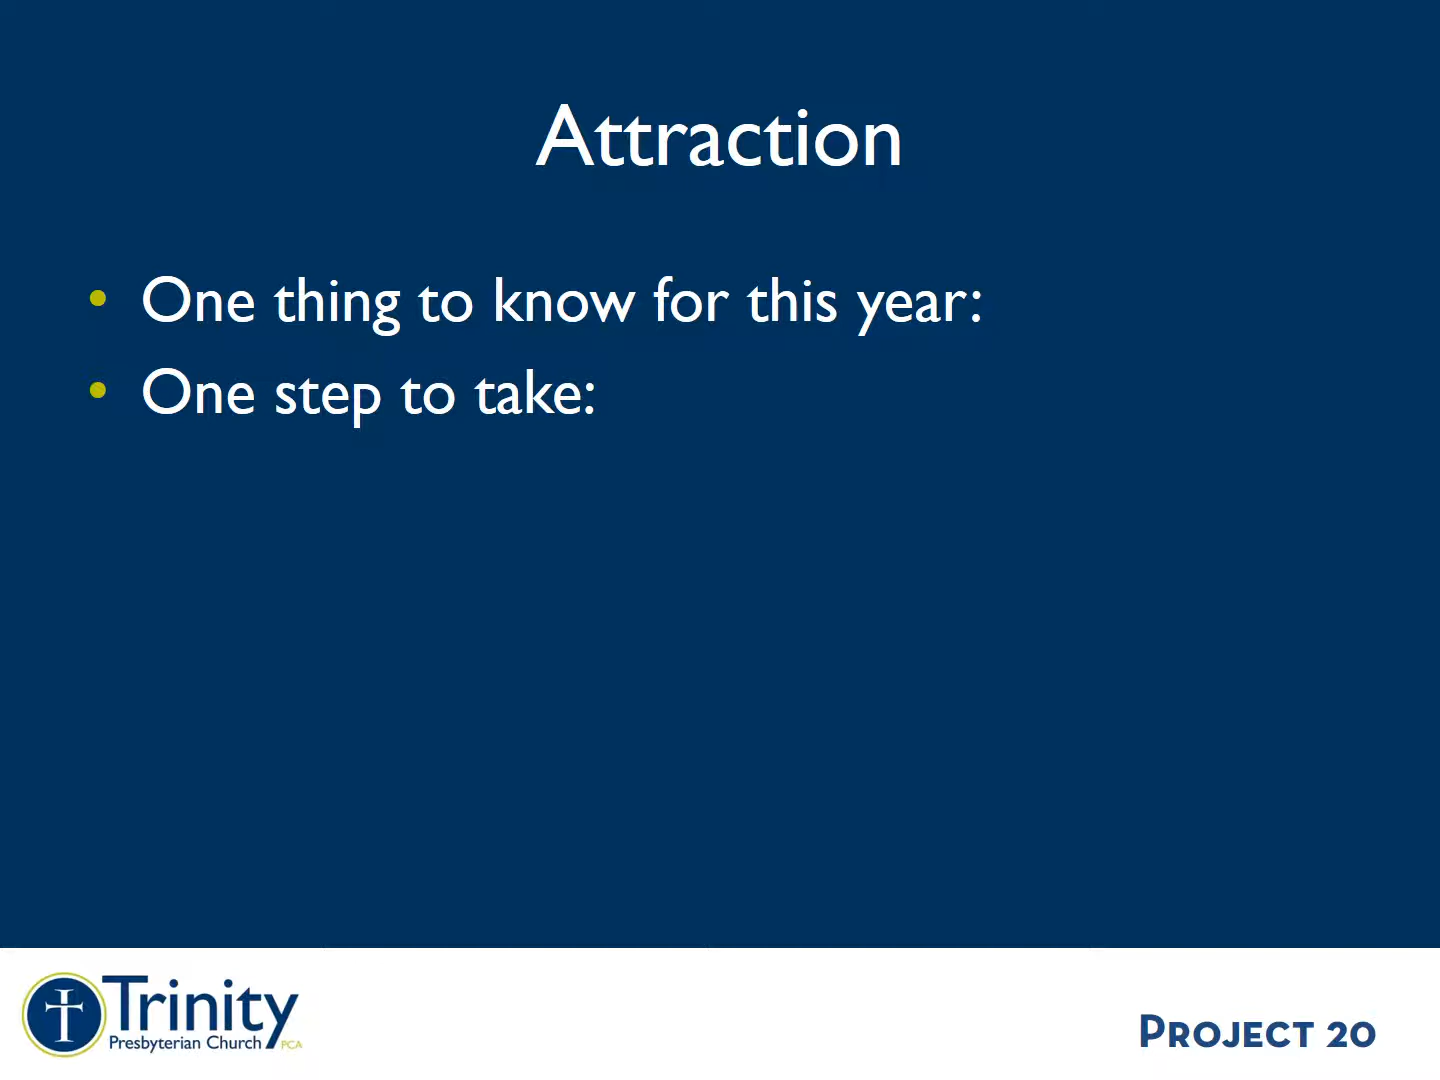 Attraction
• One thing to know for this year:
• One step to take:
Trinity
Presbyterian Church PCA
PROJECT 20